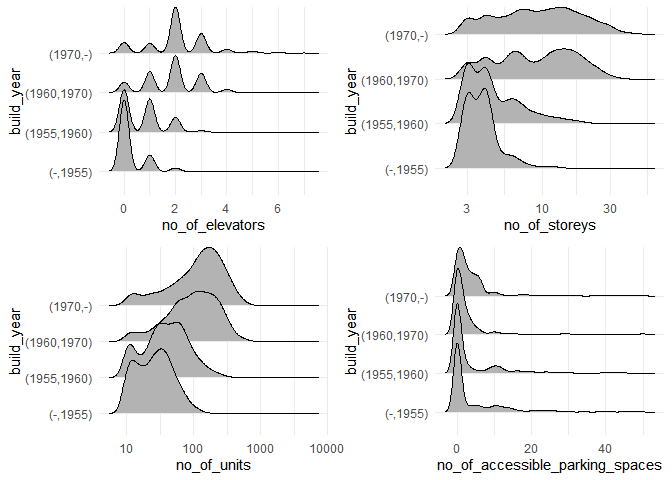 build_year
(1970,-)
(1960,1970)
(1955,1960)
(-,1955)
0 2 4 6
no_of_elevators
build_year
(1970,-)
(1960,1970)
(1955,1960)
(-,1955)
3 10 30
no_of_storeys
build_year
(1970,-)
(1960,1970)
(1955,1960)
(-,1955)
10 100 1000 10000
no_of_units
build_year
(1970,-)
(1960,1970)
(1955,1960)
(-,1955)
0 20 40
no_of_accessible_parking_spaces